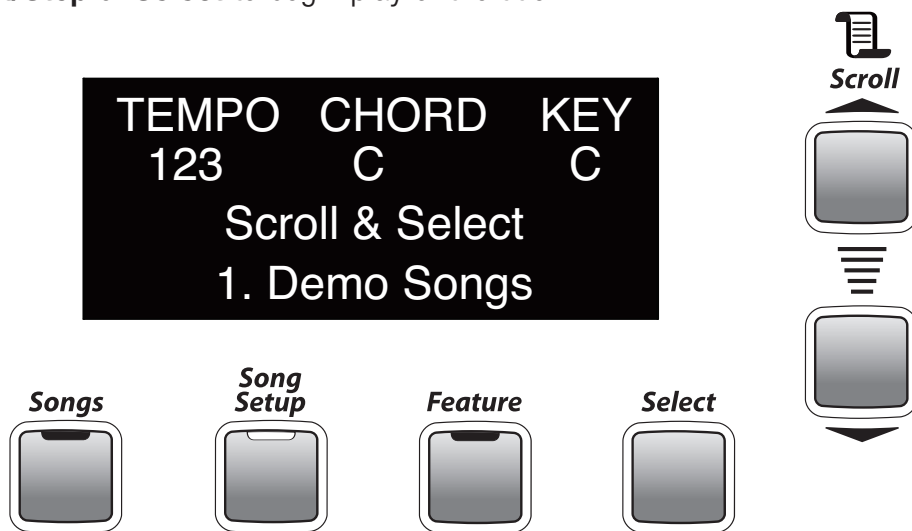 Scroll
TEMPO CHORD KEY
123 C C
Scroll & Select
1. Demo Songs
Songs
Song
Setup
Feature
Select